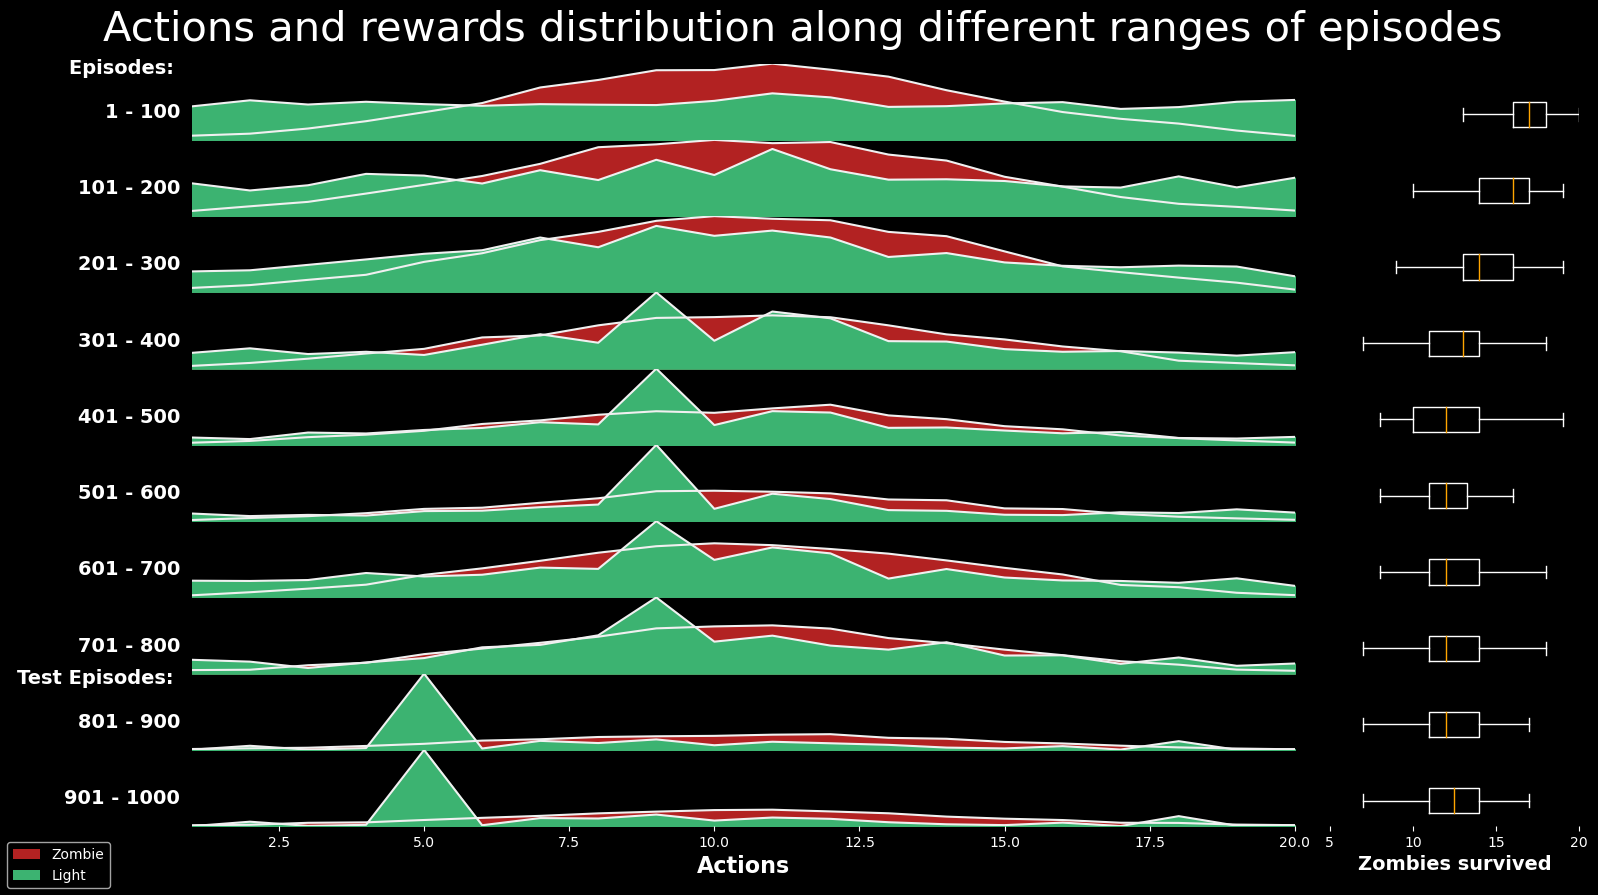 Actions and rewards distribution along different ranges of episodes
Episodes:
1 - 100
101 - 200
201 - 300
301 - 400
401 - 500
501 - 600
601 - 700
701 - 800
Test Episodes:
801 - 900
901 - 1000
2.5 5.0 7.5 10.0 12.5 15.0 17.5 20.0
5 10 15 20
Actions
Zombies survived
Zombie
Light